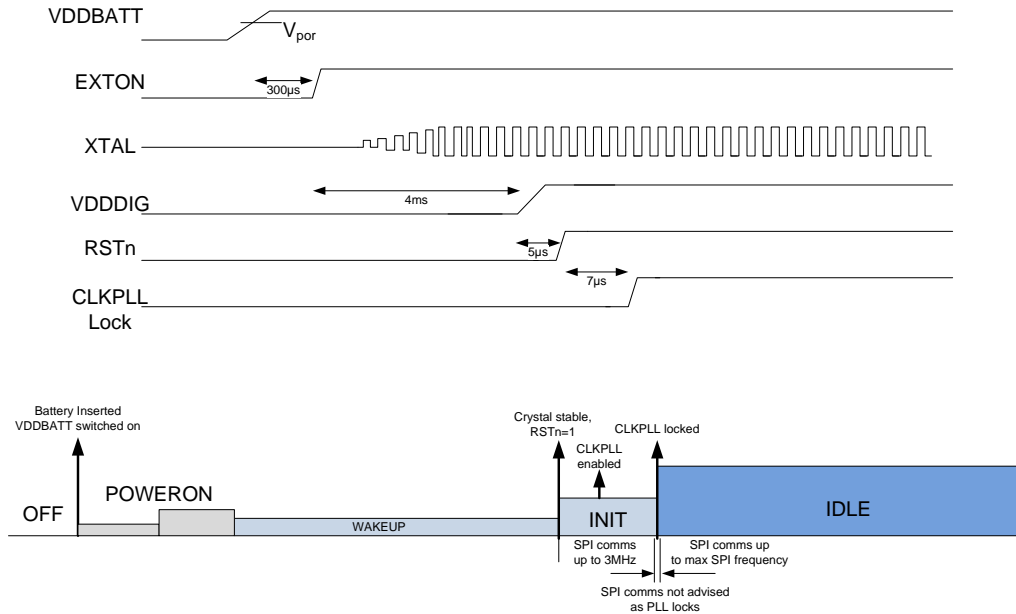 VDDBATT
Vpor
EXTON
300µs
XTAL
4ms
VDDDIG
RSTn
5µs
7µs
CLKPLL
Lock
Battery Inserted
VDDBATT switched on
Crystal stable,
RSTn=1
CLKPLL
enabled
CLKPLL locked
OFF
POWERON
WAKEUP
INIT
IDLE
SPI comms
up to 3MHz
SPI comms up
to max SPI frequency
SPI comms not advised
as PLL locks